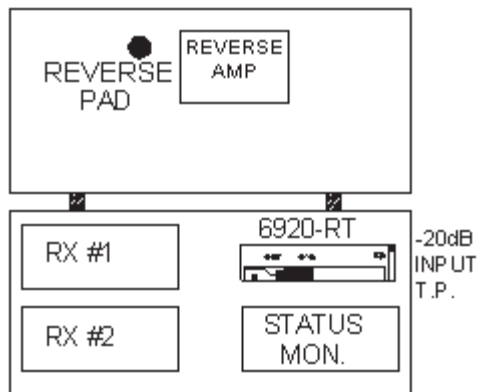 REVERSE
PAD
REVERSE
AMP
RX #1
6920-RT
-20dB
INPUT
T.P.
RX #2
STATUS
MON.